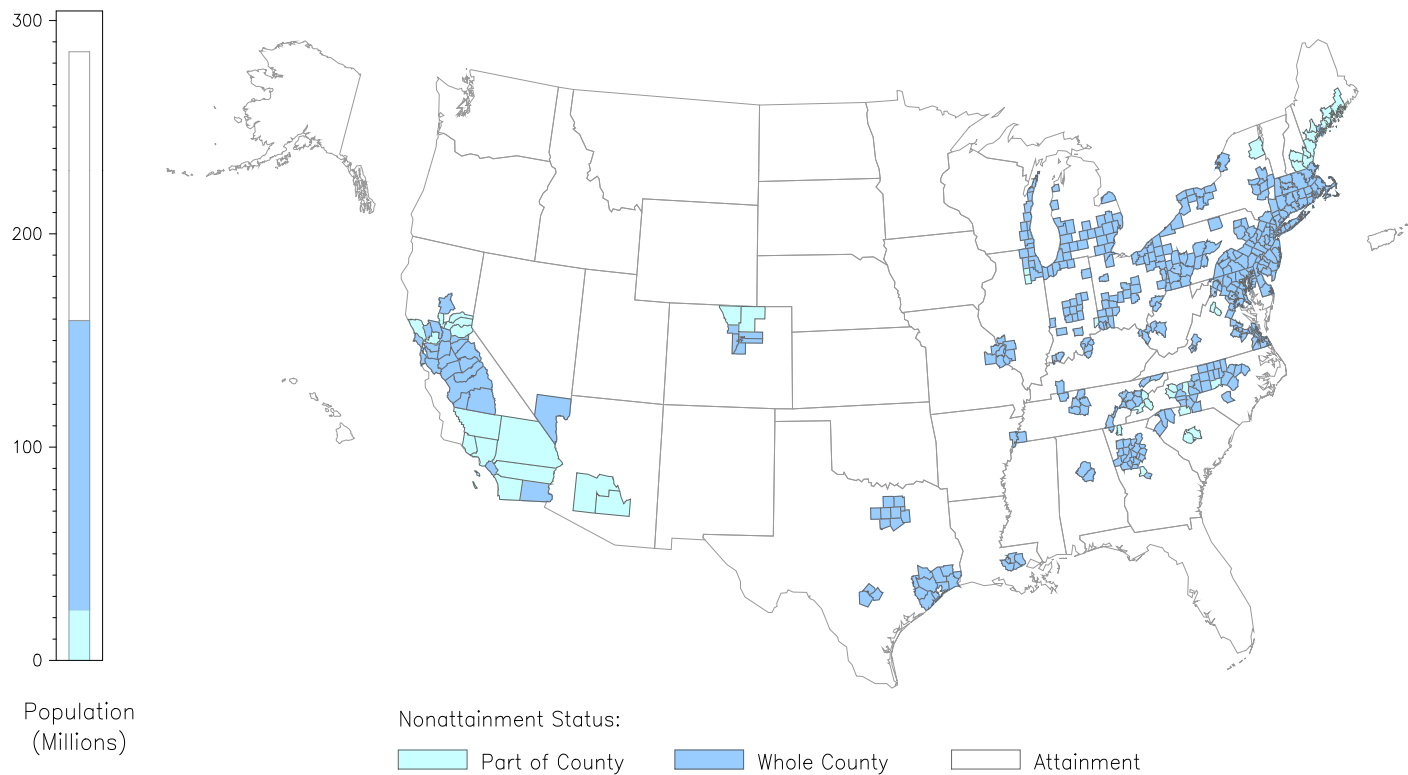 300
200
100
0
Population
(Millions)
Nonattainment Status:
Part of County
Whole County
Attainment